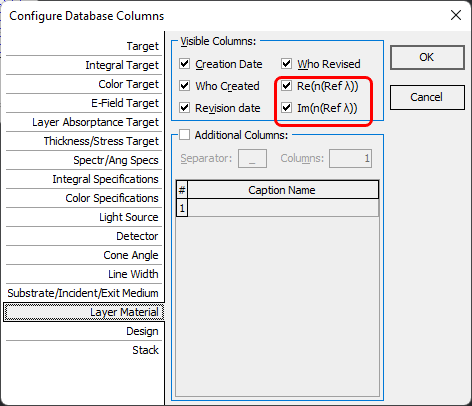 Configure Database Columns
Target
Integral Target
Color Target
E-Field Target
Layer Absorptance Target
Thickness/Stress Target
Spectr/Ang Specs
Integral Specifications
Color Specifications
Light Source
Detector
Cone Angle
Line Width
Substrate/Incident/Exit Medium
Layer Material
Design
Stack
Visible Columns:
Creation Date
Who Revised
Who Created
Re(n(Ref λ))
Revision date
Im(n(Ref λ))
Additional Columns:
Separator: _ Columns: 1
# Caption Name
1
OK
Cancel